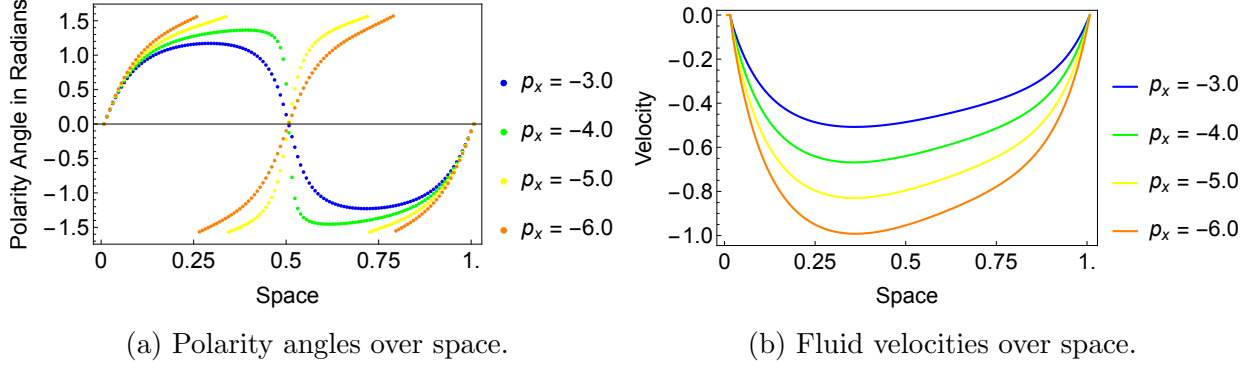 Polarity Angle in Radians
1.5
1.0
0.5
0.0
−0.5
−1.0
−1.5
0
0.25
0.5
0.75
1.
Space
p_x = −3.0
p_x = −4.0
p_x = −5.0
p_x = −6.0
(a) Polarity angles over space.
Velocity
0.0
−0.2
−0.4
−0.6
−0.8
−1.0
0
0.25
0.5
0.75
1.
Space
p_x = −3.0
p_x = −4.0
p_x = −5.0
p_x = −6.0
(b) Fluid velocities over space.